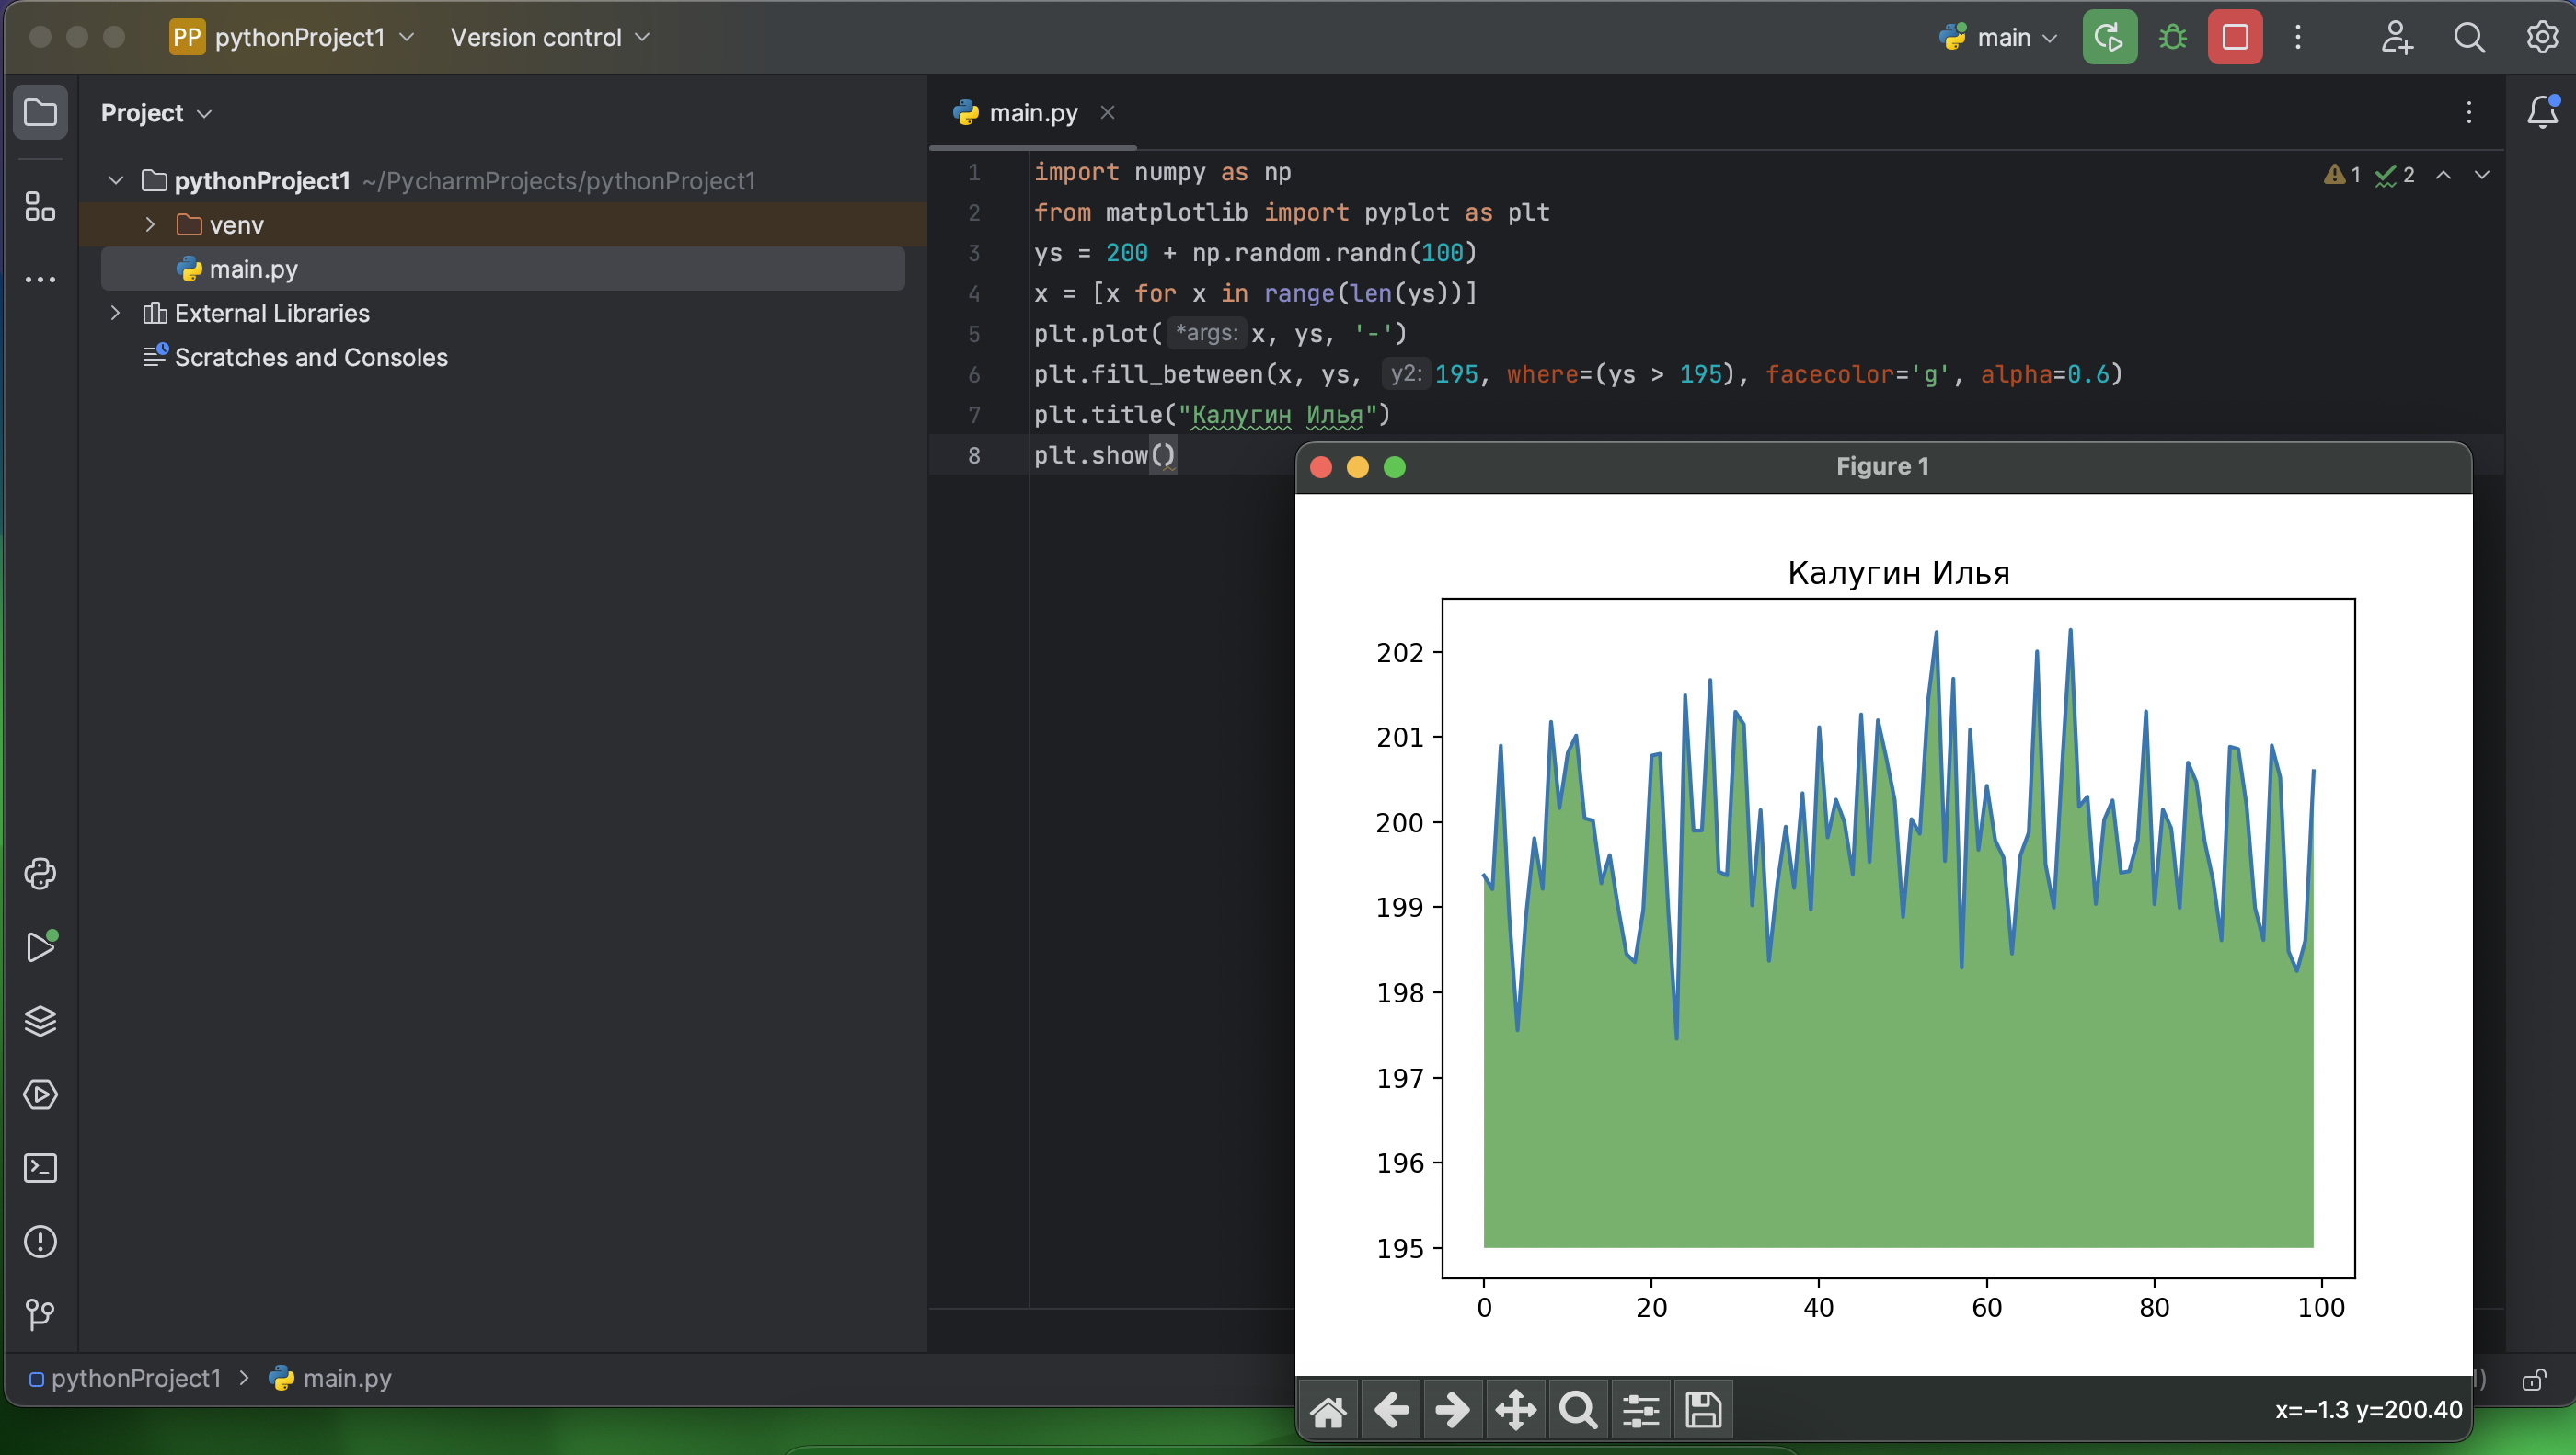 PP pythonProject1 Version control main
Project
pythonProject1 ~/PycharmProjects/pythonProject1
venv
main.py
External Libraries
Scratches and Consoles
main.py
1 import numpy as np
2 from matplotlib import pyplot as plt
3 ys = 200 + np.random.randn(100)
4 x = [x for x in range(len(ys))]
5 plt.plot( *args: x, ys, '-')
6 plt.fill_between(x, ys, y2: 195, where=(ys > 195), facecolor='g', alpha=0.6)
7 plt.title("Калугин Илья")
8 plt.show()
1 2
Figure 1
Калугин Илья
202
201
200
199
198
197
196
195
0 20 40 60 80 100
x=−1.3 y=200.40
pythonProject1 > main.py